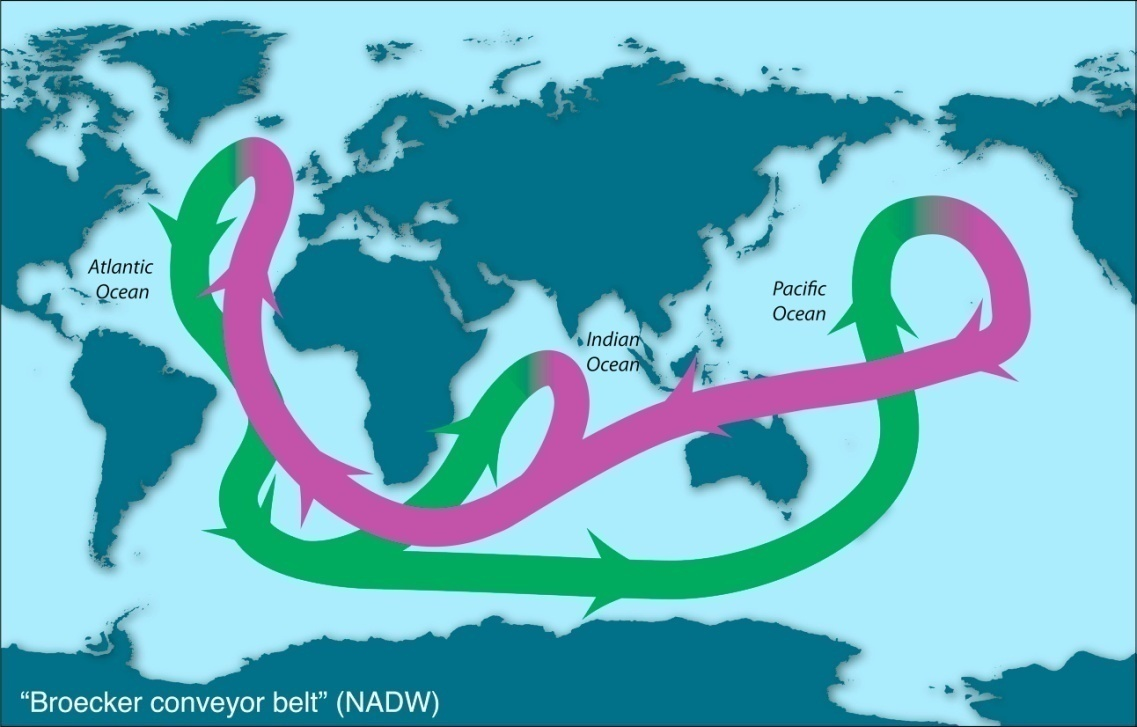 Atlantic
Ocean
Indian
Ocean
Pacific
Ocean
“Broecker conveyor belt” (NADW)